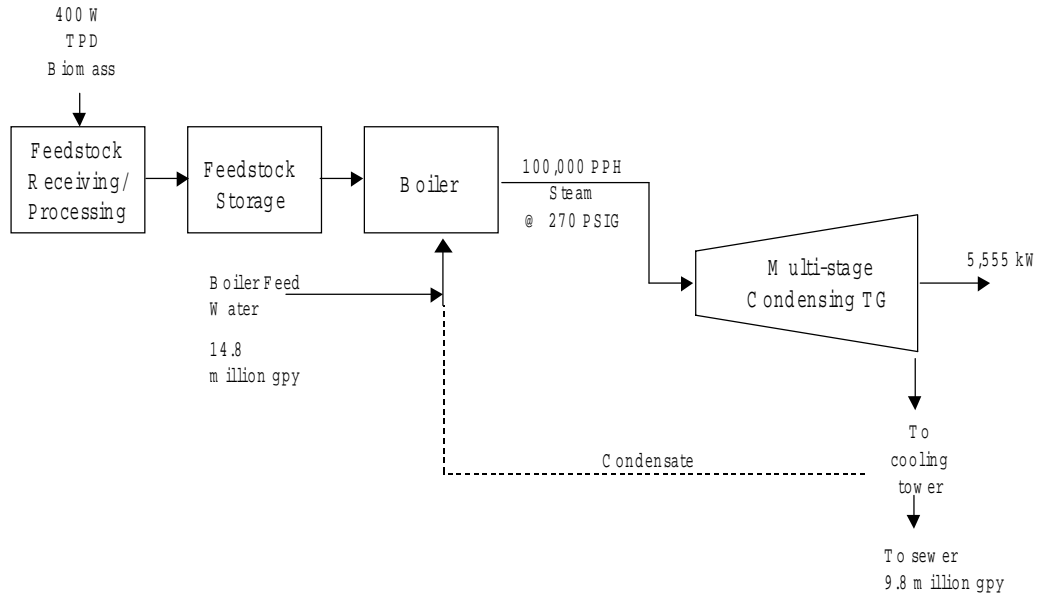 400 W
TPD
Biomass
Feedstock
Receiving/
Processing
Feedstock
Storage
Boiler
100,000 PPH
Steam
@ 270 PSIG
Multi-stage
Condensing TG
5,555 kW
Boiler Feed
Water
14.8
million gpy
Condensate
To
cooling
tower
To sewer
9.8 million gpy